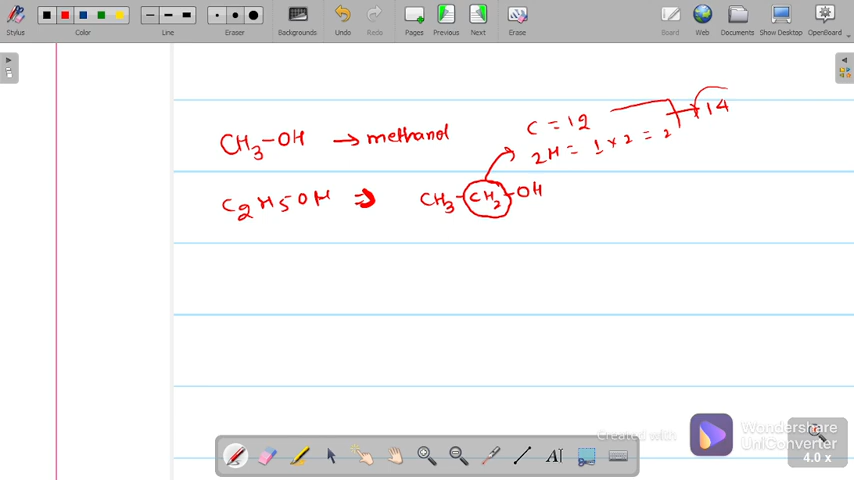 Stylus
Color
Line
Eraser
Backgrounds
Undo
Redo
Pages
Previous
Next
Erase
Board
Web
Documents
Show Desktop
OpenBoard
CH3-OH → methanol
C = 12
14
2H = 1 × 2 = 2
C2H5OH ⇒ CH3-CH2-OH
Created with
Wondershare
UniConverter
4.0 x